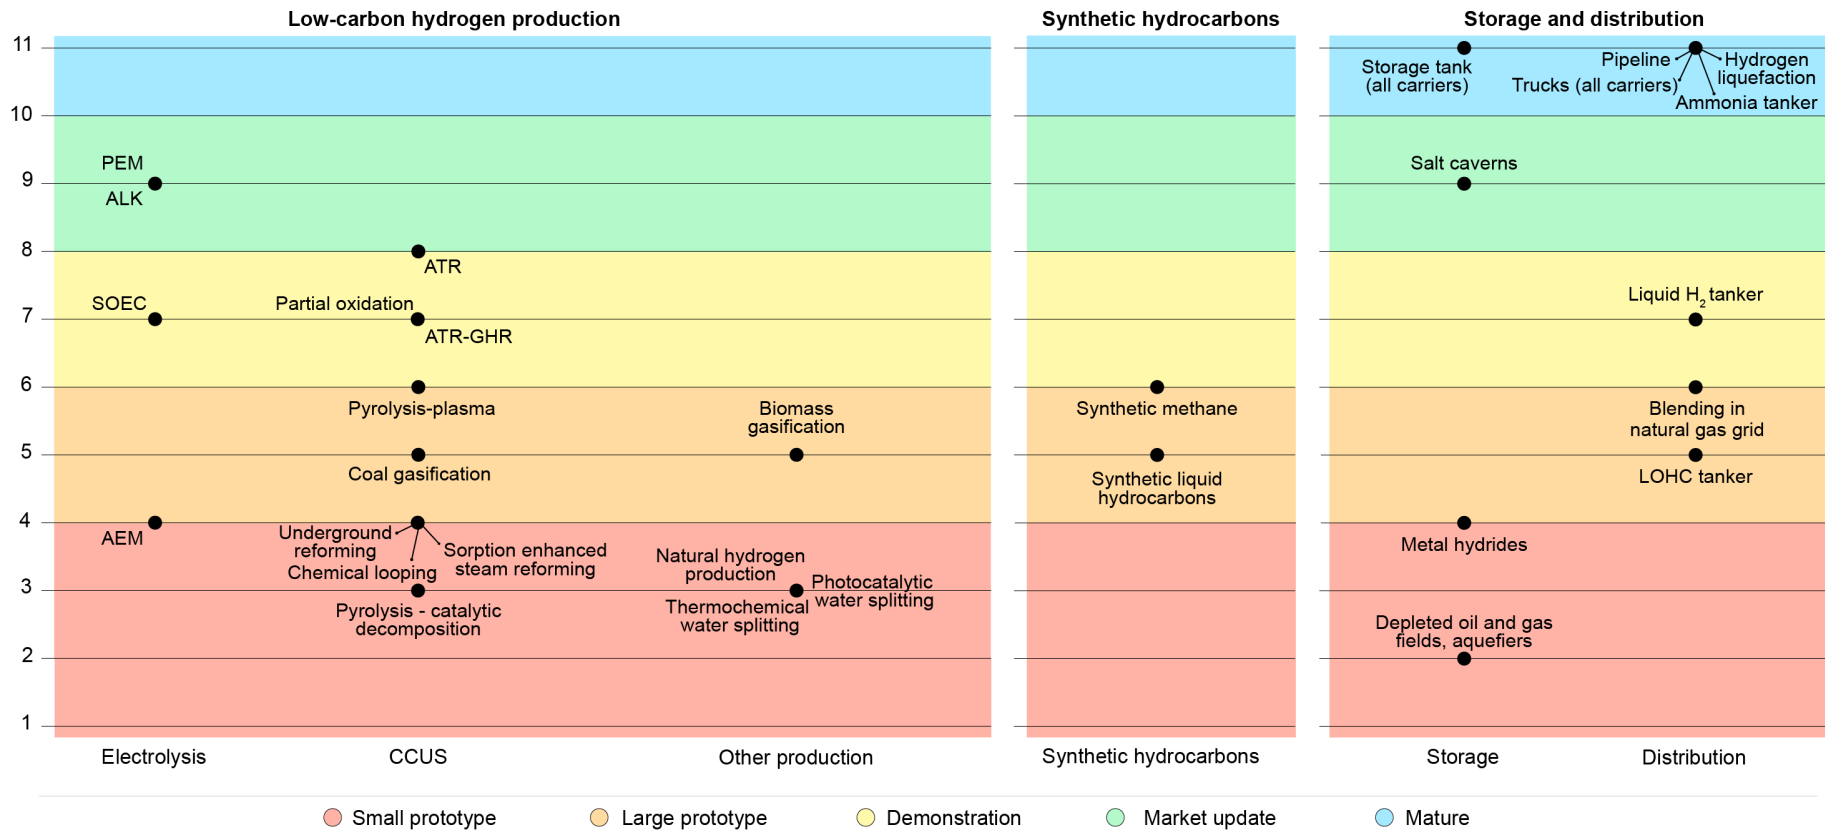 Low-carbon hydrogen production
Synthetic hydrocarbons
Storage and distribution
11
10
9
8
7
6
5
4
3
2
1
PEM
ALK
SOEC
AEM
ATR
Partial oxidation
ATR-GHR
Pyrolysis-plasma
Coal gasification
Underground
reforming
Chemical looping
Sorption enhanced
steam reforming
Pyrolysis - catalytic
decomposition
Biomass
gasification
Natural hydrogen
production
Photocatalytic
water splitting
Thermochemical
water splitting
Synthetic methane
Synthetic liquid
hydrocarbons
Storage tank
(all carriers)
Salt caverns
Metal hydrides
Depleted oil and gas
fields, aquefiers
Pipeline
Trucks (all carriers)
Hydrogen
liquefaction
Ammonia tanker
Liquid H2 tanker
Blending in
natural gas grid
LOHC tanker
Electrolysis
CCUS
Other production
Synthetic hydrocarbons
Storage
Distribution
Small prototype
Large prototype
Demonstration
Market update
Mature